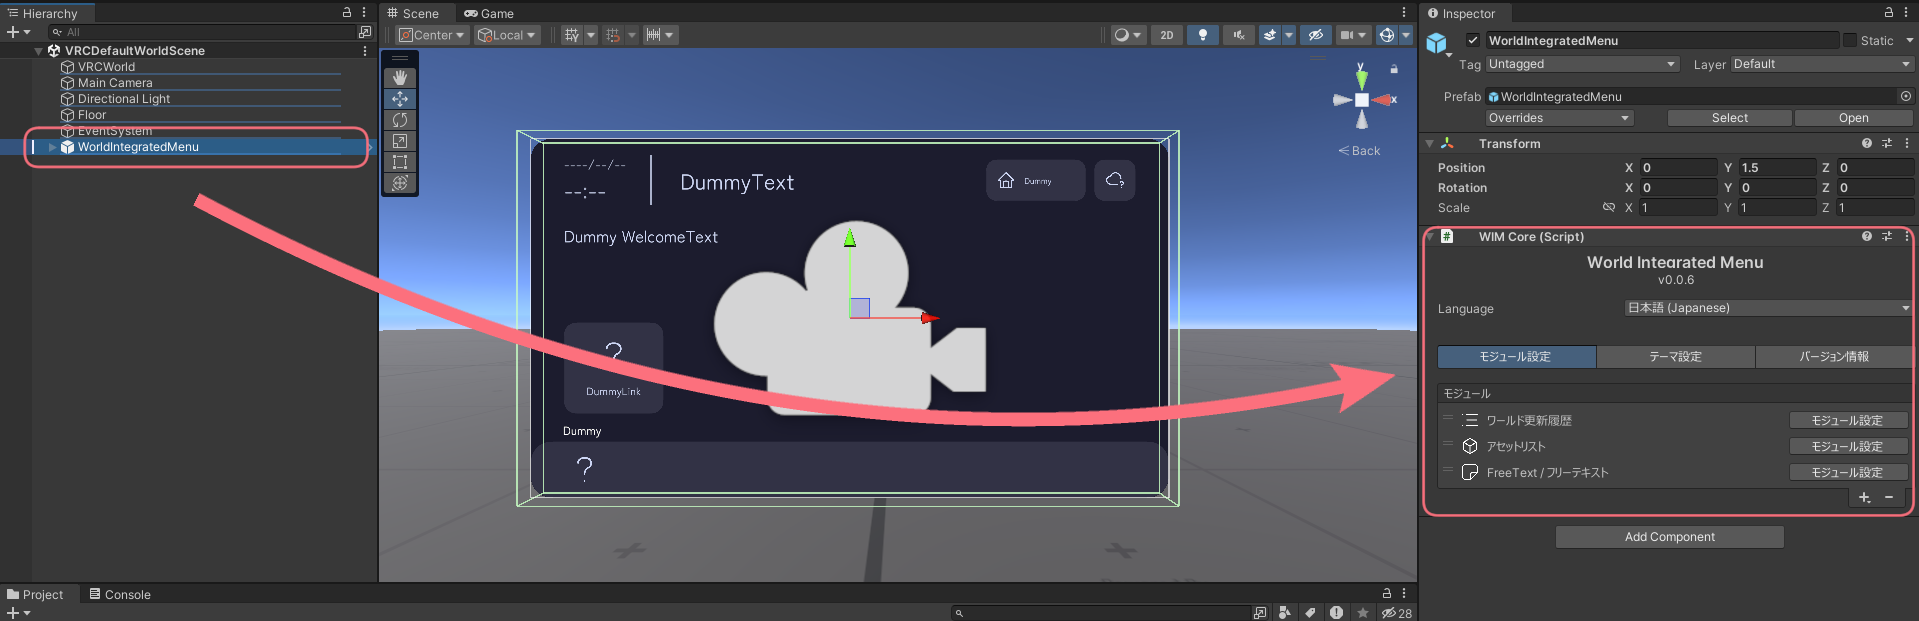 Hierarchy
All
VRCDefaultWorldScene
VRCWorld
Main Camera
Directional Light
Floor
EventSystem
WorldIntegratedMenu
Scene
Game
Center
Local
2D
y
x
Back
----/--/--
--:--
DummyText
Dummy
?
Dummy WelcomeText
?
DummyLink
Dummy
?
Inspector
WorldIntegratedMenu
Static
Tag Untagged
Layer Default
Prefab WorldIntegratedMenu
Overrides
Select
Open
Transform
Position X 0 Y 1.5 Z 0
Rotation X 0 Y 0 Z 0
Scale X 1 Y 1 Z 1
WIM Core (Script)
World Integrated Menu
v0.0.6
Language 日本語 (Japanese)
モジュール設定 テーマ設定 バージョン情報
モジュール
ワールド更新履歴 モジュール設定
アセットリスト モジュール設定
FreeText / フリーテキスト モジュール設定
Add Component
Project
Console
28